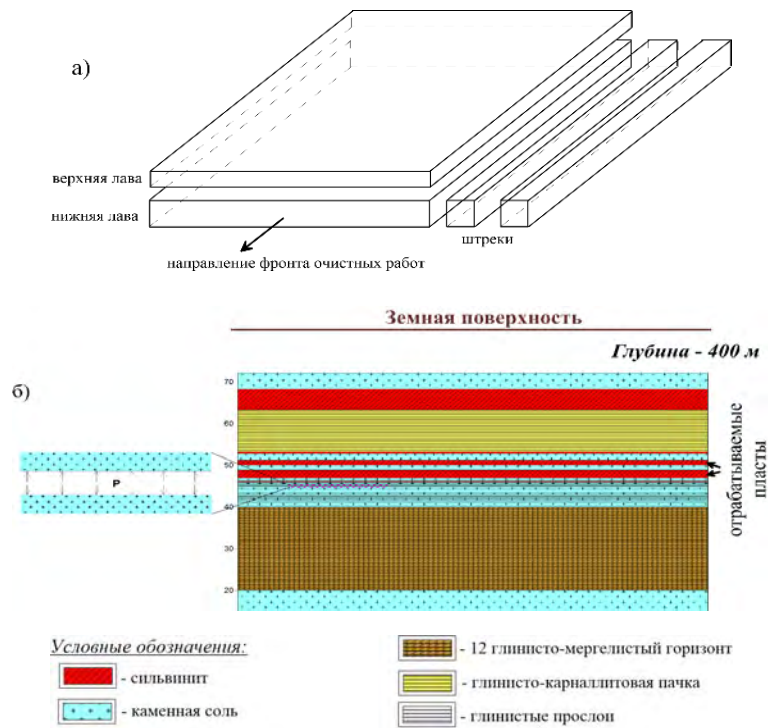 а)
верхняя лава
нижняя лава
штреки
направление фронта очистных работ
Земная поверхность
Глубина - 400 м
б)
70
60
50
40
30
20
P
отрабатываемые
пласты
Условные обозначения:
- сильвинит
- каменная соль
- 12 глинисто-мергелистый горизонт
- глинисто-карналлитовая пачка
- глинистые прослои